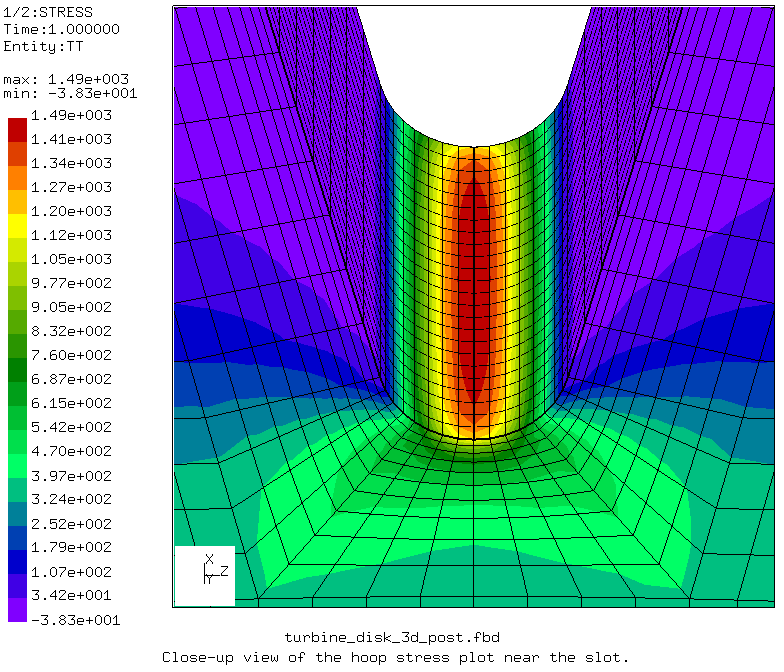 1/2:STRESS
Time:1.000000
Entity:TT
max: 1.49e+003
min: -3.83e+001
1.49e+003
1.41e+003
1.34e+003
1.27e+003
1.20e+003
1.12e+003
1.05e+003
9.77e+002
9.05e+002
8.32e+002
7.60e+002
6.87e+002
6.15e+002
5.42e+002
4.70e+002
3.97e+002
3.24e+002
2.52e+002
1.79e+002
1.07e+002
3.42e+001
-3.83e+001
X
Z
Y
turbine_disk_3d_post.fbd
Close-up view of the hoop stress plot near the slot.